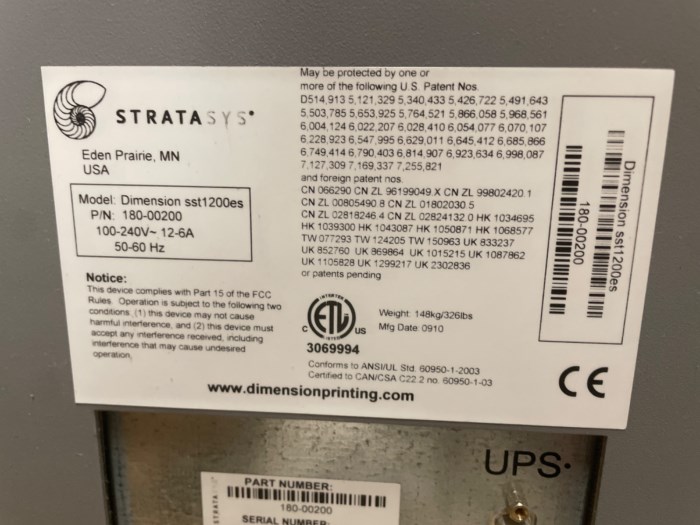 STRATASYS
Eden Prairie, MN
USA
Model: Dimension sst1200es
P/N: 180-00200
100-240V~ 12-6A
50-60 Hz
Notice:
This device complies with Part 15 of the FCC
Rules. Operation is subject to the following two
conditions, (1) this device may not cause
harmful interference, and (2) this device must
accept any interference received, including
interference that may cause undesired
operation.
May be protected by one or
more of the following U.S. Patent Nos.
D514,913 5,121,329 5,340,433 5,426,722 5,491,643
5,503,785 5,653,925 5,764,521 5,866,058 5,968,561
6,004,124 6,022,207 6,028,410 6,054,077 6,070,107
6,228,923 6,547,995 6,629,011 6,645,412 6,685,866
6,749,414 6,790,403 6,814,907 6,923,634 6,998,087
7,127,309 7,169,337 7,255,821
and foreign patent nos.
CN 066290 CN ZL 96199049.X CN ZL 99802420.1
CN ZL 00805490.8 CN ZL 01802030 5
CN ZL 02818246.4 CN ZL 02824132.0 HK 1034695
HK 1039300 HK 1043087 HK 1050871 HK 1068577
TW 077293 TW 124205 TW 150963 UK 833237
UK 852760 UK 869864 UK 1015215 UK 1087862
UK 1105828 UK 1299217 UK 2302836
or patents pending
INTERTEK
ETL
C US
3069994
Weight: 148kg/326lbs
Mfg Date: 0910
Conforms to ANSI/UL Std. 60950-1-2003
Certified to CAN/CSA C22.2 no. 60950-1-03
www.dimensionprinting.com
Dimension sst1200es
180-00200
CE
UPS
STRATASYS
PART NUMBER:
180-00200
SERIAL NUMBER: